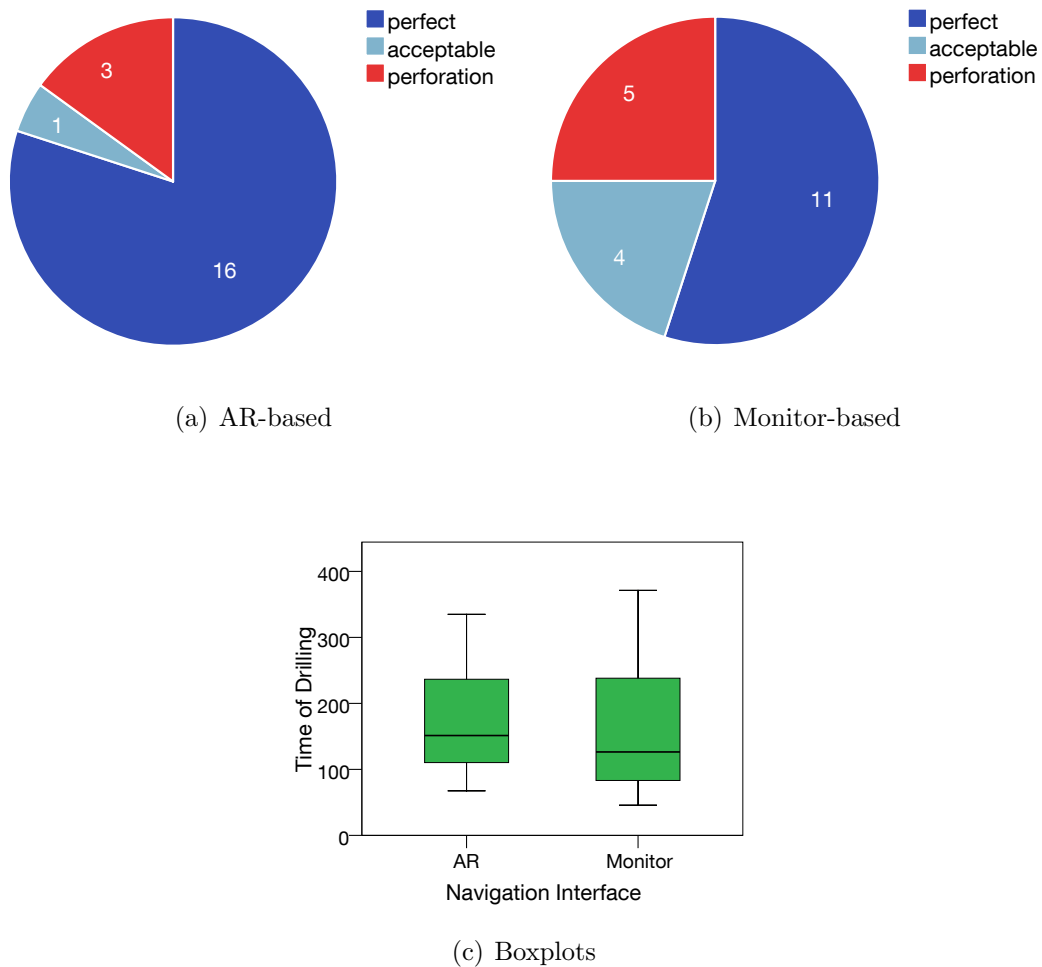 perfect
acceptable
perforation
3
1
16
(a) AR-based
perfect
acceptable
perforation
5
4
11
(b) Monitor-based
400
300
200
100
0
Time of Drilling
AR Monitor
Navigation Interface
(c) Boxplots